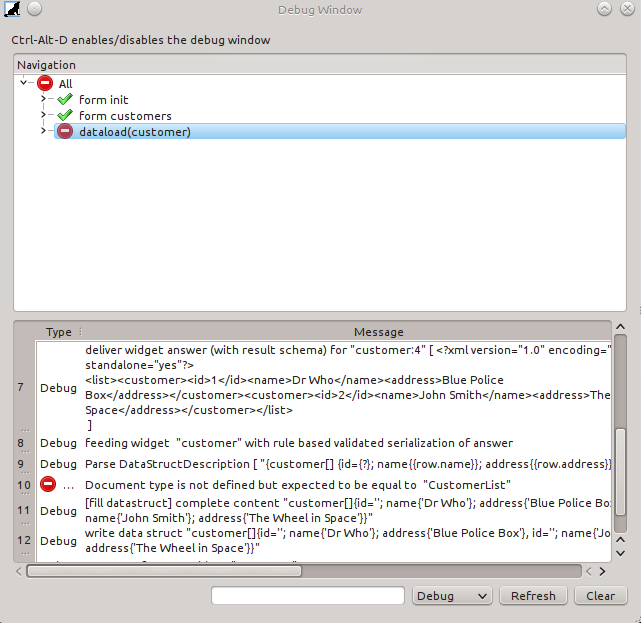 Debug Window
Ctrl-Alt-D enables/disables the debug window
Navigation
All
form init
form customers
dataload(customer)
Type
Message
7
Debug
deliver widget answer (with result schema) for "customer:4" [ <?xml version="1.0" encoding="
standalone="yes"?>
<list><customer><id>1</id><name>Dr Who</name><address>Blue Police
Box</address></customer><customer><id>2</id><name>John Smith</name><address>The
Space</address></customer></list>
]
...
8 Debug feeding widget "customer" with rule based validated serialization of answer
...
9 Debug Parse DataStructDescription [ "{customer[] {id={?}; name{{row.name}}; address{{row.address}}
...
10 ... Document type is not defined but expected to be equal to "CustomerList"
11 Debug
[fill datastruct] complete content "customer[]{id=''; name{'Dr Who'}; address{'Blue Police Bo
name{'John Smith'}; address{'The Wheel in Space'}}"
...
12 Debug
write data struct "customer[]{id=''; name{'Dr Who'}; address{'Blue Police Box'}, id=''; name{'Jo
address{'The Wheel in Space'}}"
...
Debug
Refresh
Clear